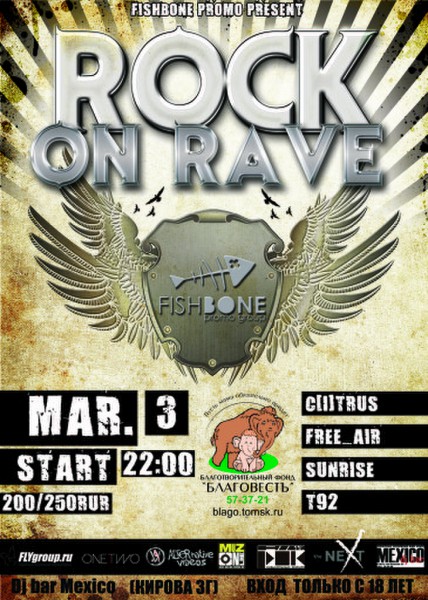 FISHBONE PROMO PRESENT
ROCK
ON RAVE
FISHBONE
promo group
MAR. 3
START 22:00
200/250RUR
БЛАГОТВОРИТЕЛЬНЫЙ ФОНД
"БЛАГОВЕСТЬ"
57-37-21
blago.tomsk.ru
C[I]TRUS
FREE_AIR
SUNRISE
T92
FLYgroup.ru
ONETWO
ALTERnative
videos
MIZ
ON
NEXT
MEXICO
Dj bar Mexico (КИРОВА 3Г) ВХОД ТОЛЬКО С 18 ЛЕТ